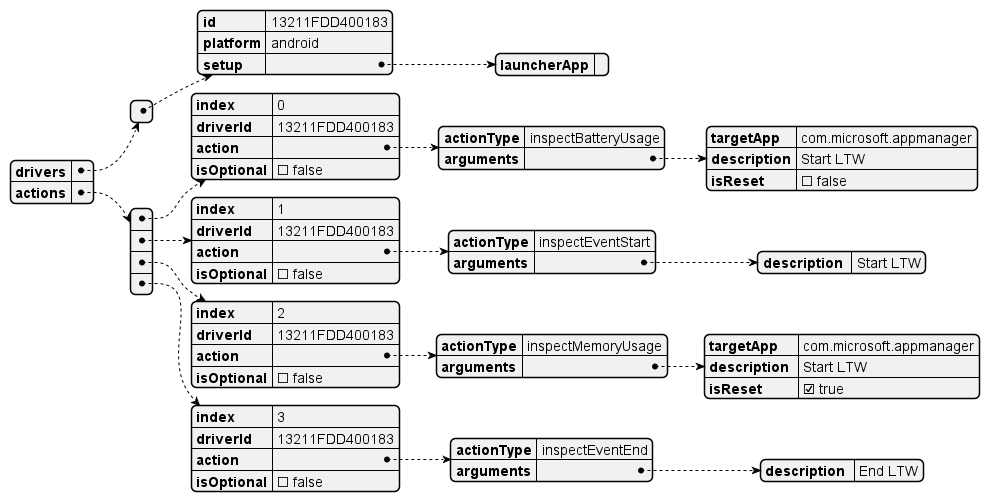 id 13211FDD400183
platform android
setup
launcherApp
drivers
actions
index 0
driverId 13211FDD400183
action
isOptional ☐ false
actionType inspectBatteryUsage
arguments
targetApp com.microsoft.appmanager
description Start LTW
isReset ☐ false
index 1
driverId 13211FDD400183
action
isOptional ☐ false
actionType inspectEventStart
arguments
description Start LTW
index 2
driverId 13211FDD400183
action
isOptional ☐ false
actionType inspectMemoryUsage
arguments
targetApp com.microsoft.appmanager
description Start LTW
isReset ☑ true
index 3
driverId 13211FDD400183
action
isOptional ☐ false
actionType inspectEventEnd
arguments
description End LTW